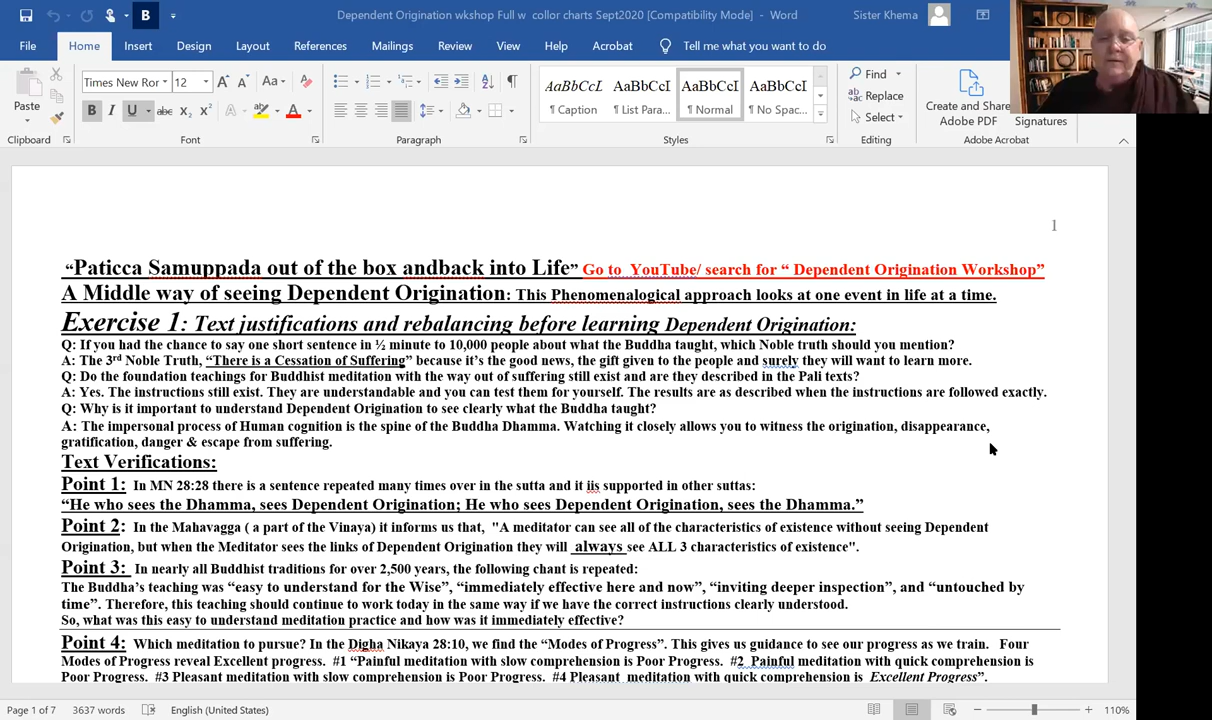 Dependent Origination wkshop Full w collor charts Sept2020 [Compatibility Mode] - Word
Sister Khema
File Home Insert Design Layout References Mailings Review View Help Acrobat Tell me what you want to do
Times New Ror 12 Aa
AaBbCcI AaBbCcI AaBbCcI AaBbCcI
Find
Replace
Select
Paste
B I U abc X₂ X² A A
Caption List Para... Normal No Spac...
Create and Share
Adobe PDF
Signatures
Clipboard Font Paragraph Styles Editing Adobe Acrobat
1
“Paticca Samuppada out of the box andback into Life” Go to YouTube/ search for “ Dependent Origination Workshop”
A Middle way of seeing Dependent Origination: This Phenomenalogical approach looks at one event in life at a time.
Exercise 1: Text justifications and rebalancing before learning Dependent Origination:
Q: If you had the chance to say one short sentence in ½ minute to 10,000 people about what the Buddha taught, which Noble truth should you mention?
A: The 3rd Noble Truth, “There is a Cessation of Suffering” because it’s the good news, the gift given to the people and surely they will want to learn more.
Q: Do the foundation teachings for Buddhist meditation with the way out of suffering still exist and are they described in the Pali texts?
A: Yes. The instructions still exist. They are understandable and you can test them for yourself. The results are as described when the instructions are followed exactly.
Q: Why is it important to understand Dependent Origination to see clearly what the Buddha taught?
A: The impersonal process of Human cognition is the spine of the Buddha Dhamma. Watching it closely allows you to witness the origination, disappearance,
gratification, danger & escape from suffering.
Text Verifications:
Point 1: In MN 28:28 there is a sentence repeated many times over in the sutta and it iis supported in other suttas:
“He who sees the Dhamma, sees Dependent Origination; He who sees Dependent Origination, sees the Dhamma.”
Point 2: In the Mahavagga ( a part of the Vinaya) it informs us that, "A meditator can see all of the characteristics of existence without seeing Dependent
Origination, but when the Meditator sees the links of Dependent Origination they will always see ALL 3 characteristics of existence".
Point 3: In nearly all Buddhist traditions for over 2,500 years, the following chant is repeated:
The Buddha’s teaching was “easy to understand for the Wise”, “immediately effective here and now”, “inviting deeper inspection”, and “untouched by
time”. Therefore, this teaching should continue to work today in the same way if we have the correct instructions clearly understood.
So, what was this easy to understand meditation practice and how was it immediately effective?
Point 4: Which meditation to pursue? In the Digha Nikaya 28:10, we find the “Modes of Progress”. This gives us guidance to see our progress as we train. Four
Modes of Progress reveal Excellent progress. #1 “Painful meditation with slow comprehension is Poor Progress. #2 Painful meditation with quick comprehension is
Poor Progress. #3 Pleasant meditation with slow comprehension is Poor Progress. #4 Pleasant meditation with quick comprehension is Excellent Progress”.
Page 1 of 7 3637 words English (United States) 110%